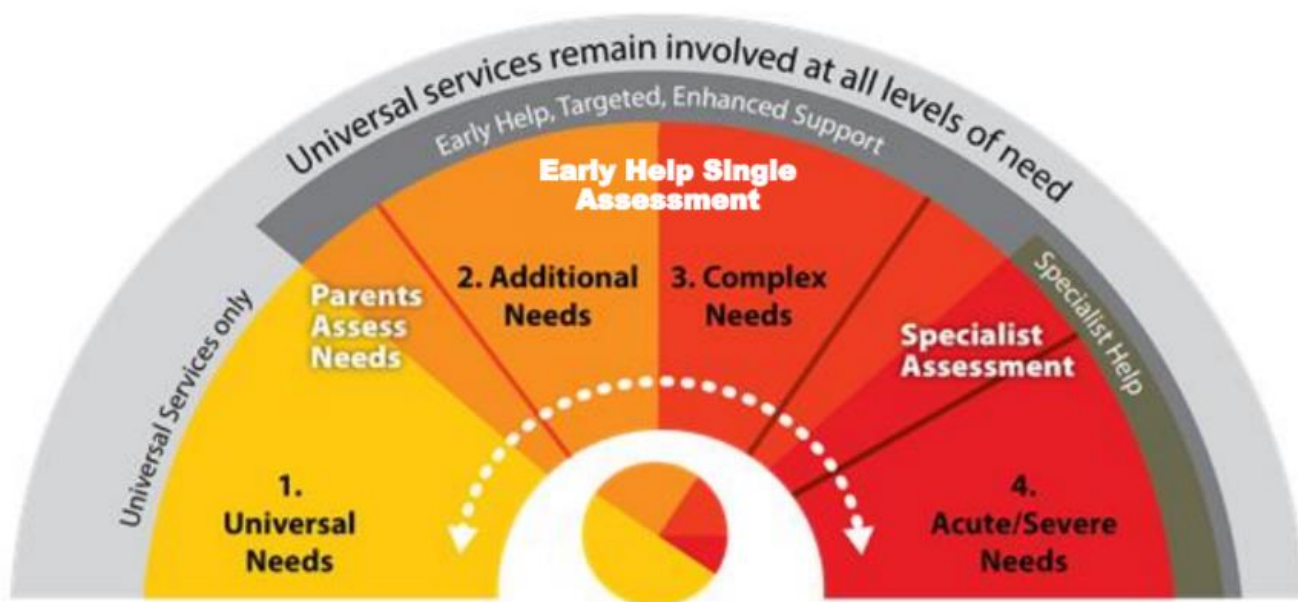 Universal services remain involved at all levels of need
Early Help, Targeted, Enhanced Support
Early Help Single
Assessment
Universal Services only
Parents
Assess
Needs
2. Additional
Needs
3. Complex
Needs
Specialist
Assessment
Specialist Help
1.
Universal
Needs
4.
Acute/Severe
Needs